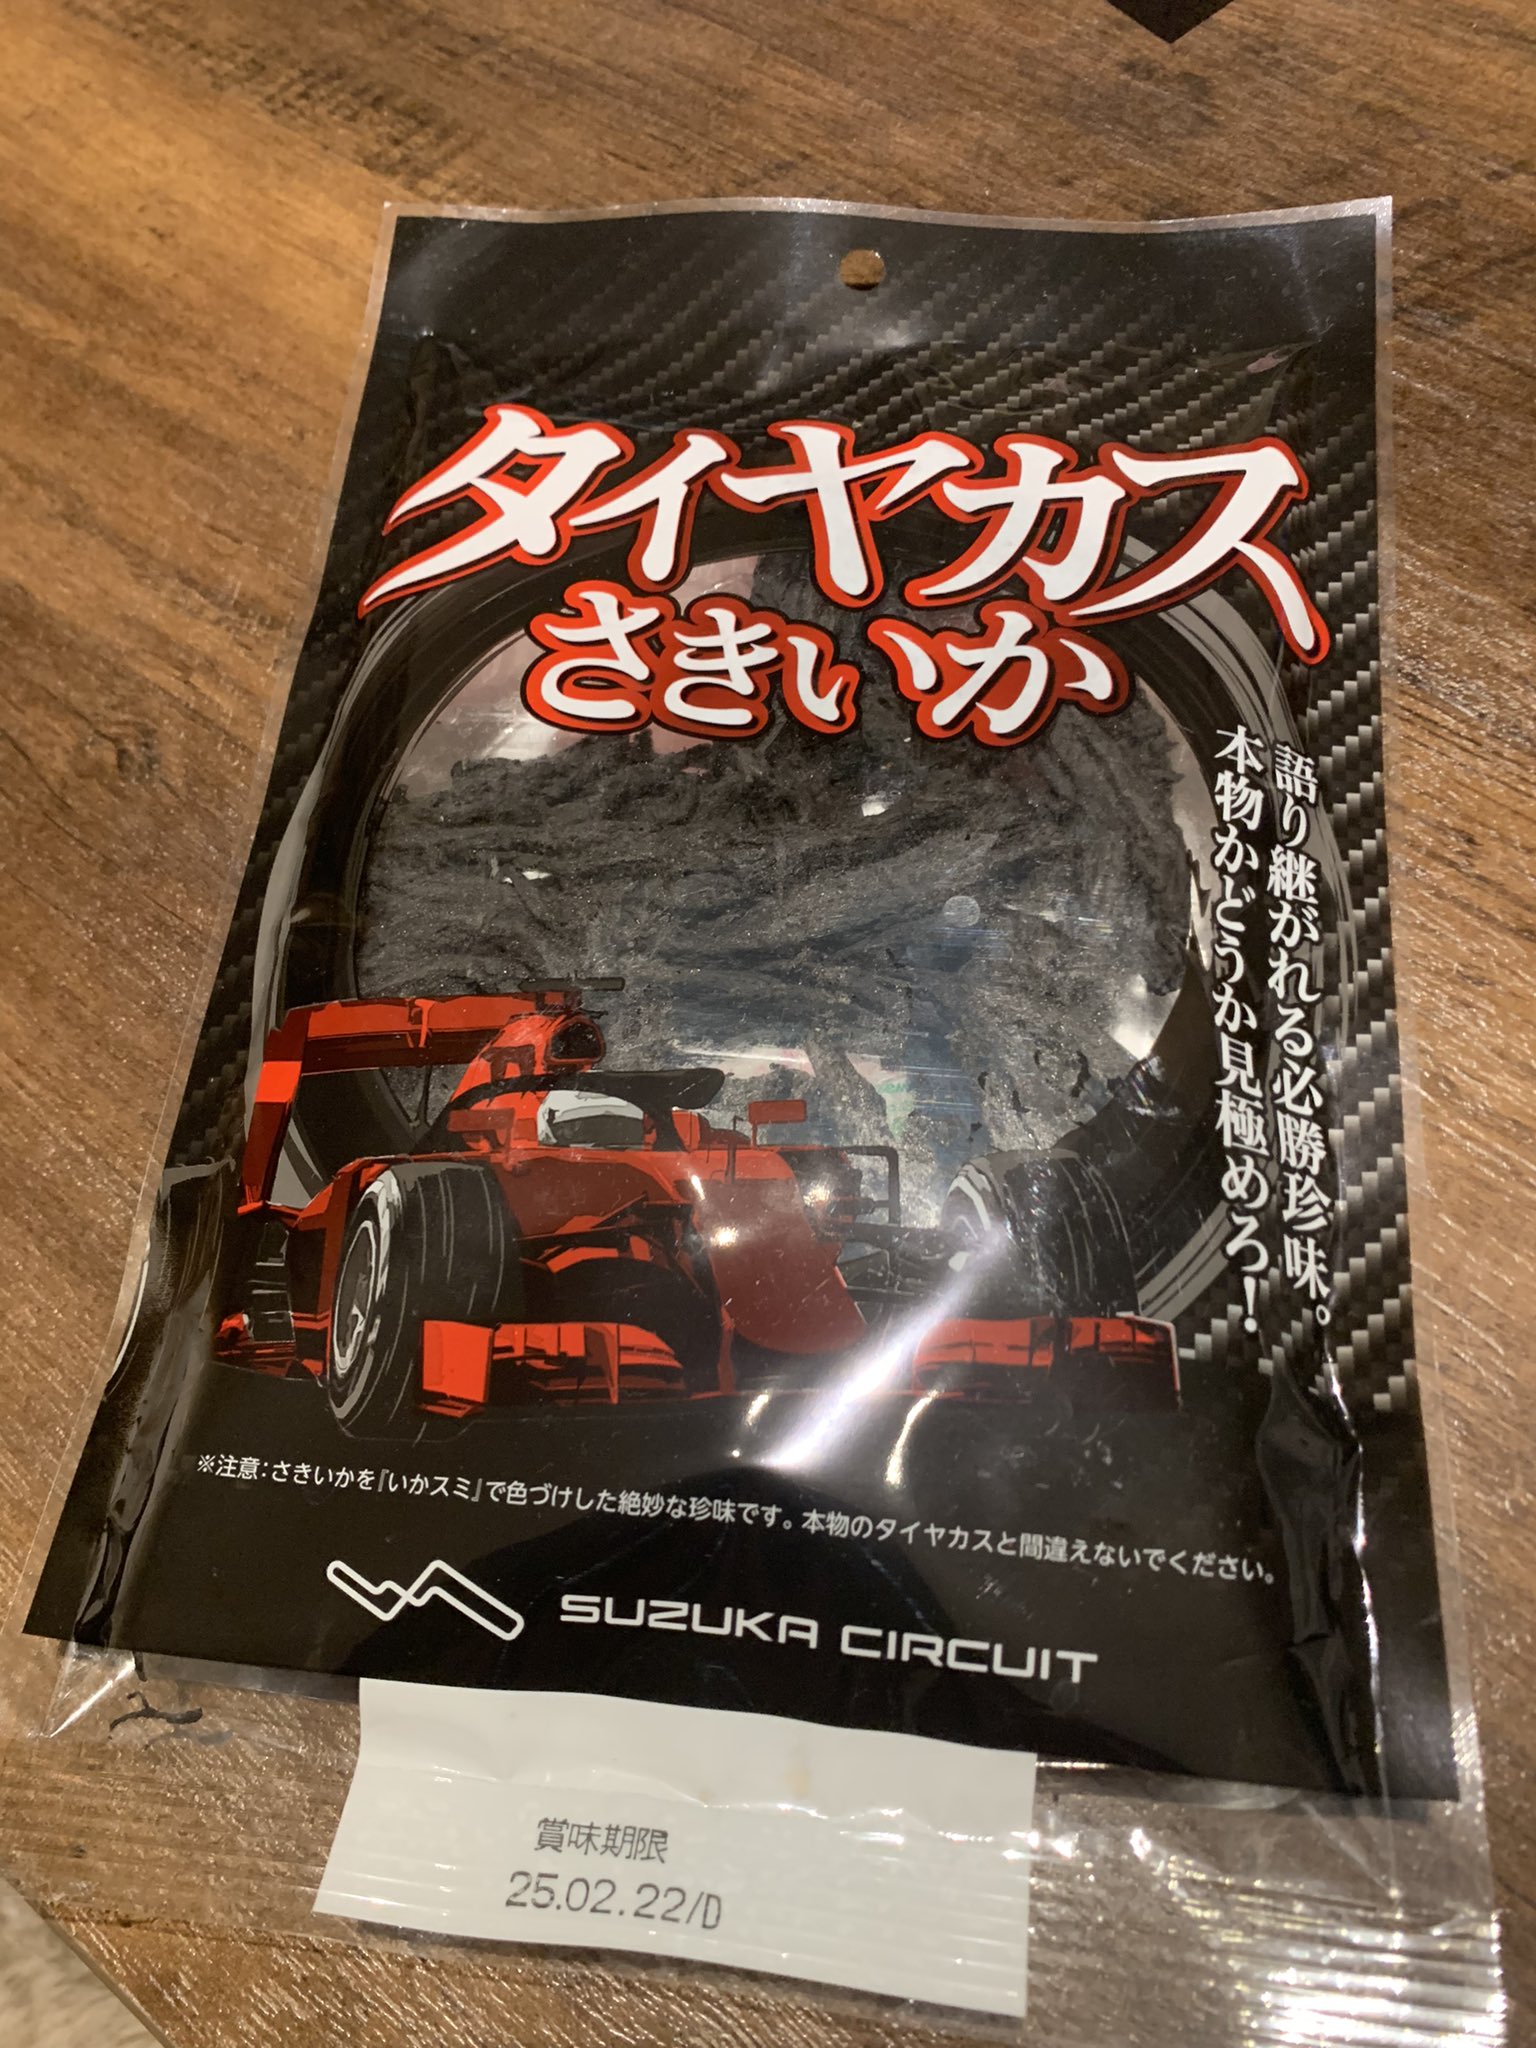 タイヤカス
さきいか
語り継がれる必勝珍味。
本物かどうか見極めろ！
※注意：さきいかを『いかスミ』で色づけした絶妙な珍味です。本物のタイヤカスと間違えないでください。
SUZUKA CIRCUIT
賞味期限
25.02.22/D